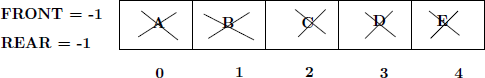 FRONT = -1
A B C D E
REAR = -1
0 1 2 3 4